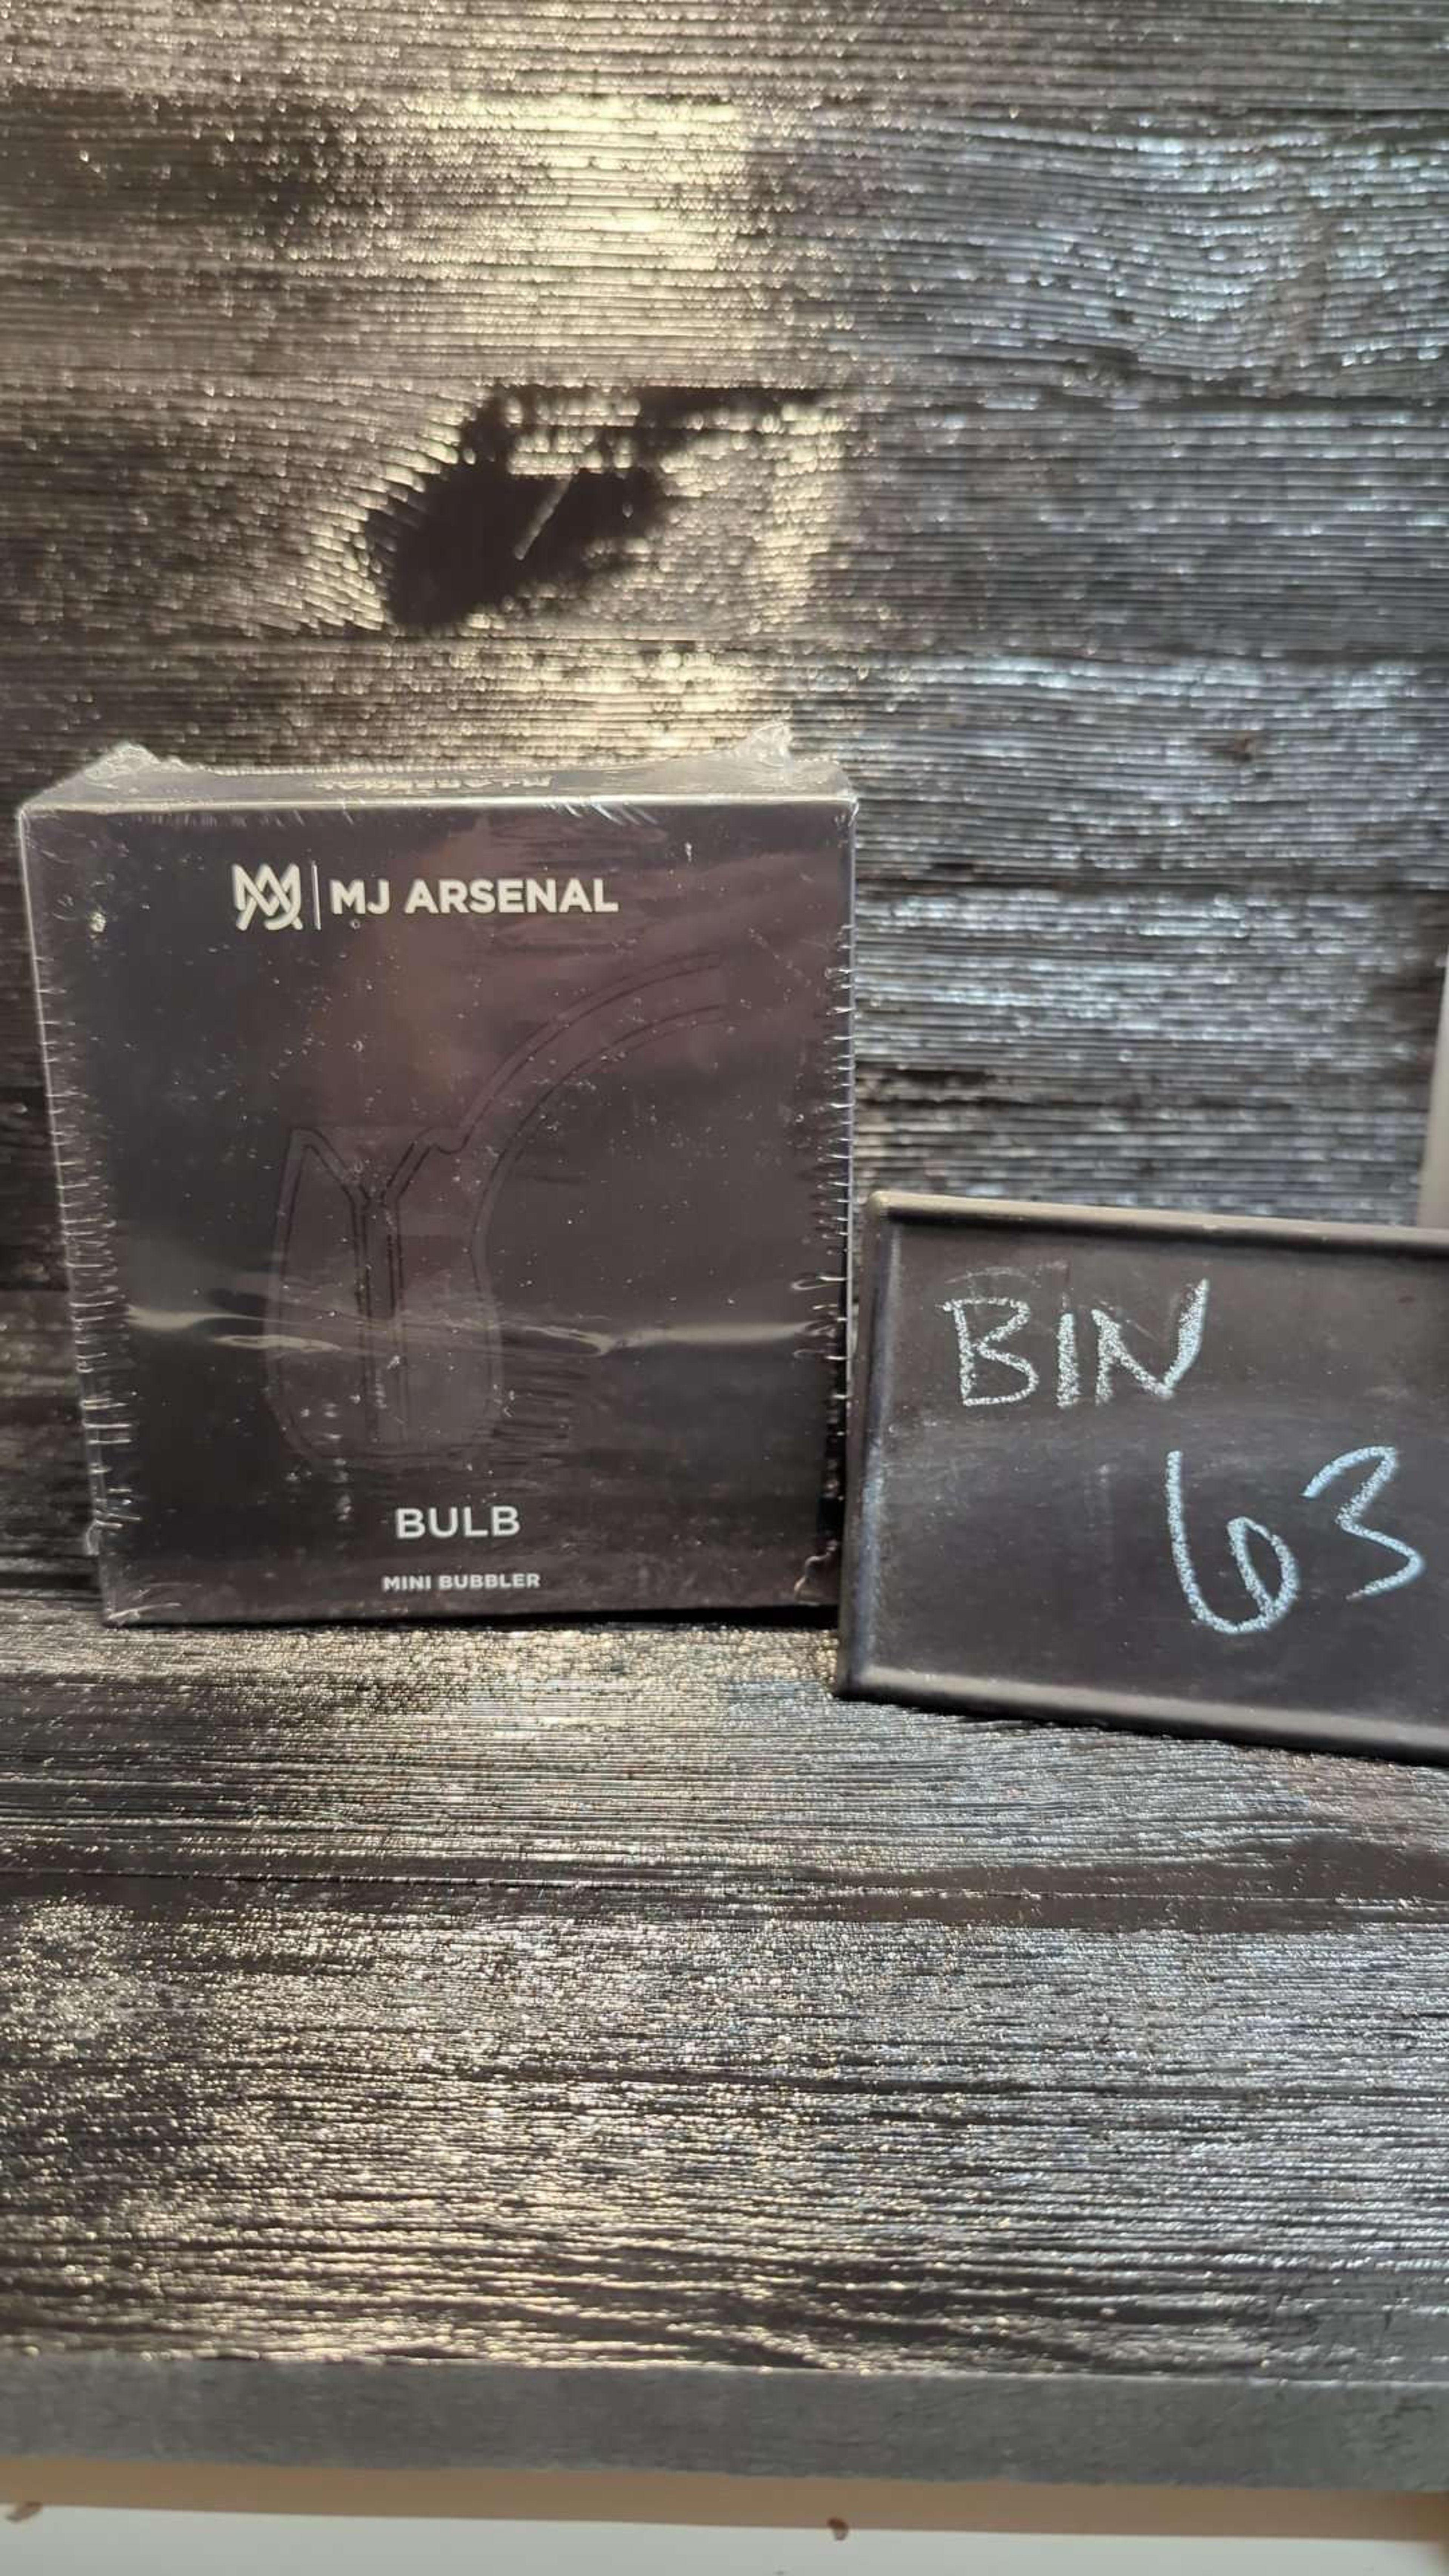 MJ ARSENAL
BULB
MINI BUBBLER
BIN
63